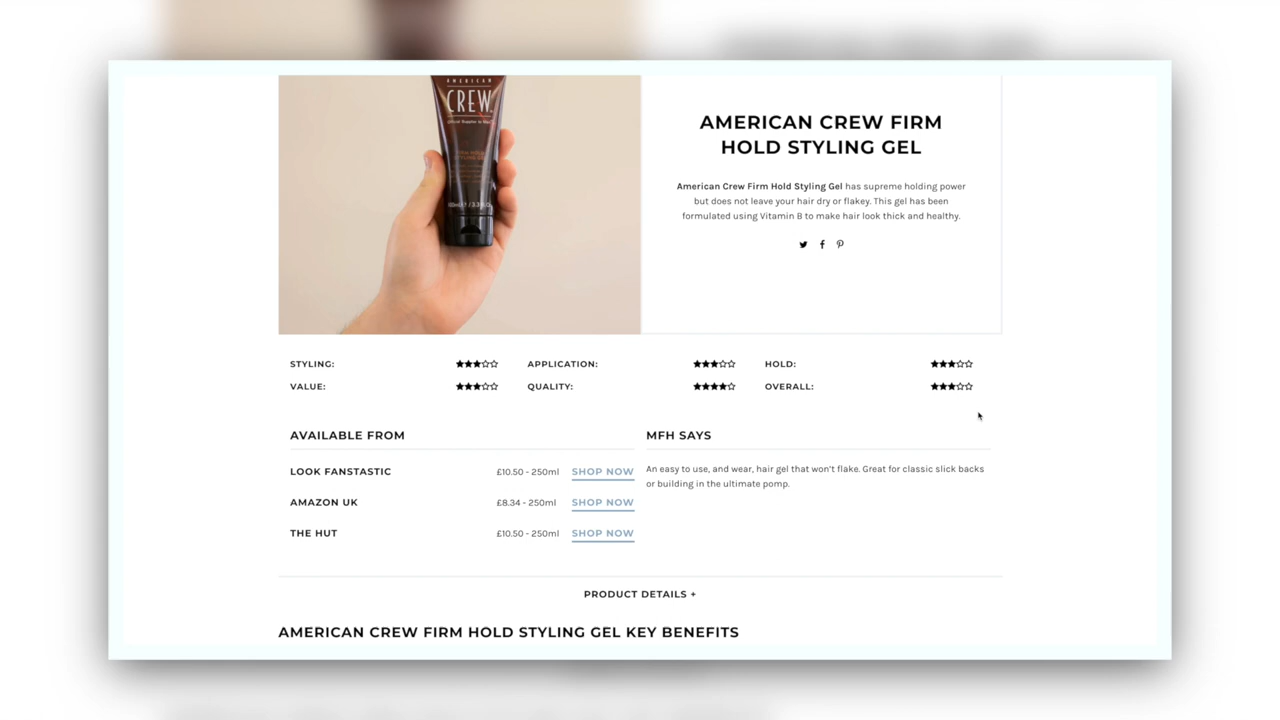 AMERICAN
CREW
AMERICAN CREW FIRM
HOLD STYLING GEL
American Crew Firm Hold Styling Gel has supreme holding power
but does not leave your hair dry or flakey. This gel has been
formulated using Vitamin B to make hair look thick and healthy.
STYLING: ★★★☆☆ APPLICATION: ★★★☆☆ HOLD: ★★★☆☆
VALUE: ★★★☆☆ QUALITY: ★★★★☆ OVERALL: ★★★☆☆
AVAILABLE FROM
LOOK FANSTASTIC £10.50 - 250ml SHOP NOW
AMAZON UK £8.34 - 250ml SHOP NOW
THE HUT £10.50 - 250ml SHOP NOW
MFH SAYS
An easy to use, and wear, hair gel that won’t flake. Great for classic slick backs
or building in the ultimate pomp.
PRODUCT DETAILS +
AMERICAN CREW FIRM HOLD STYLING GEL KEY BENEFITS